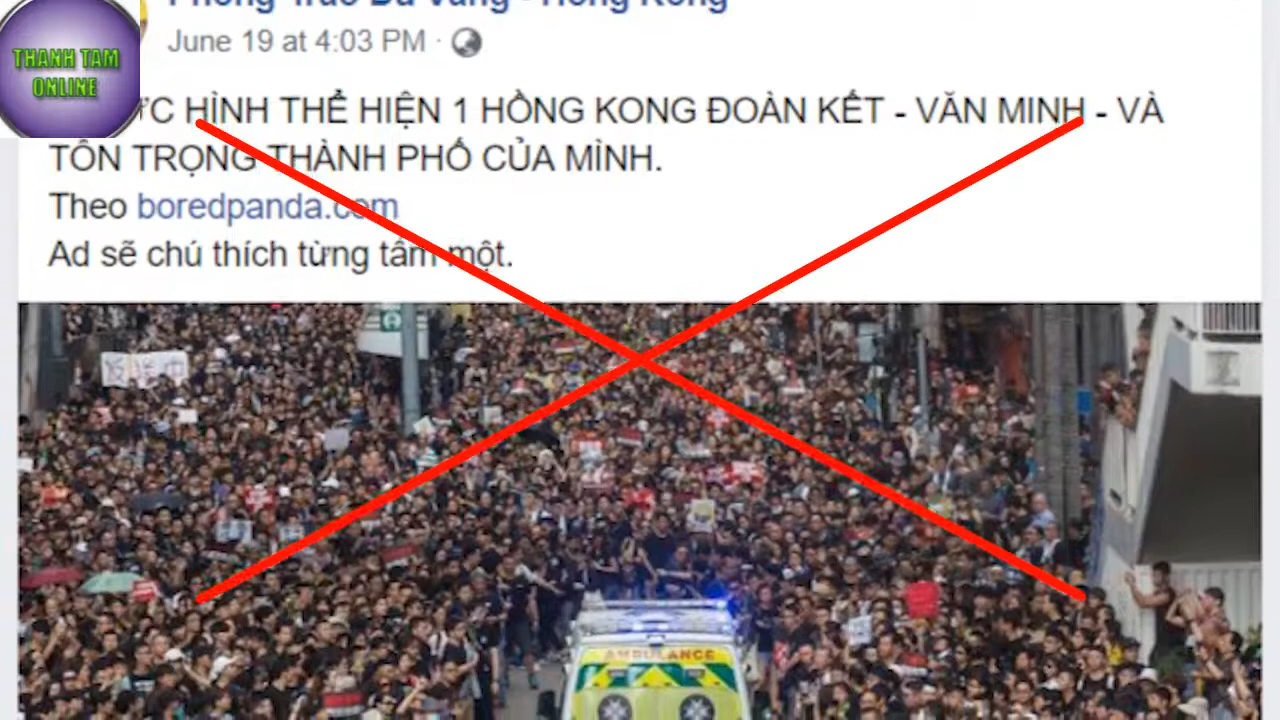 June 19 at 4:03 PM ·
THANH TAM
ONLINE
HÌNH THỂ HIỆN 1 HỒNG KONG ĐOÀN KẾT - VĂN MINH - VÀ
TÔN TRỌNG THÀNH PHỐ CỦA MÌNH.
Theo boredpanda.com
Ad sẽ chú thích từng tấm một.
AMBULANCE